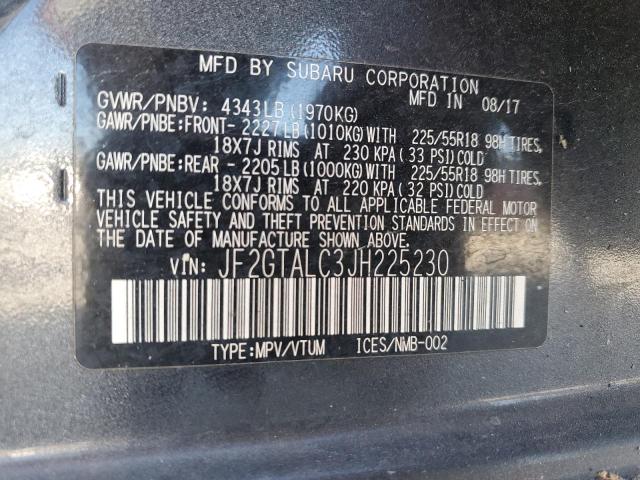 MFD BY SUBARU CORPORATION
MFD IN 08/17
GVWR/PNBV: 4343LB (1970KG)
GAWR/PNBE:FRONT- 2227LB (1010KG)WITH 225/55R18 98H TIRES,
18X7J RIMS AT 230 KPA (33 PSI)COLD
GAWR/PNBE:REAR - 2205LB (1000KG)WITH 225/55R18 98H TIRES,
18X7J RIMS AT 220 KPA (32 PSI)COLD
THIS VEHICLE CONFORMS TO ALL APPLICABLE FEDERAL MOTOR
VEHICLE SAFETY AND THEFT PREVENTION STANDARDS IN EFFECT ON
THE DATE OF MANUFACTURE SHOWN ABOVE.
VIN: JF2GTALC3JH225230
TYPE:MPV/VTUM ICES/NMB-002